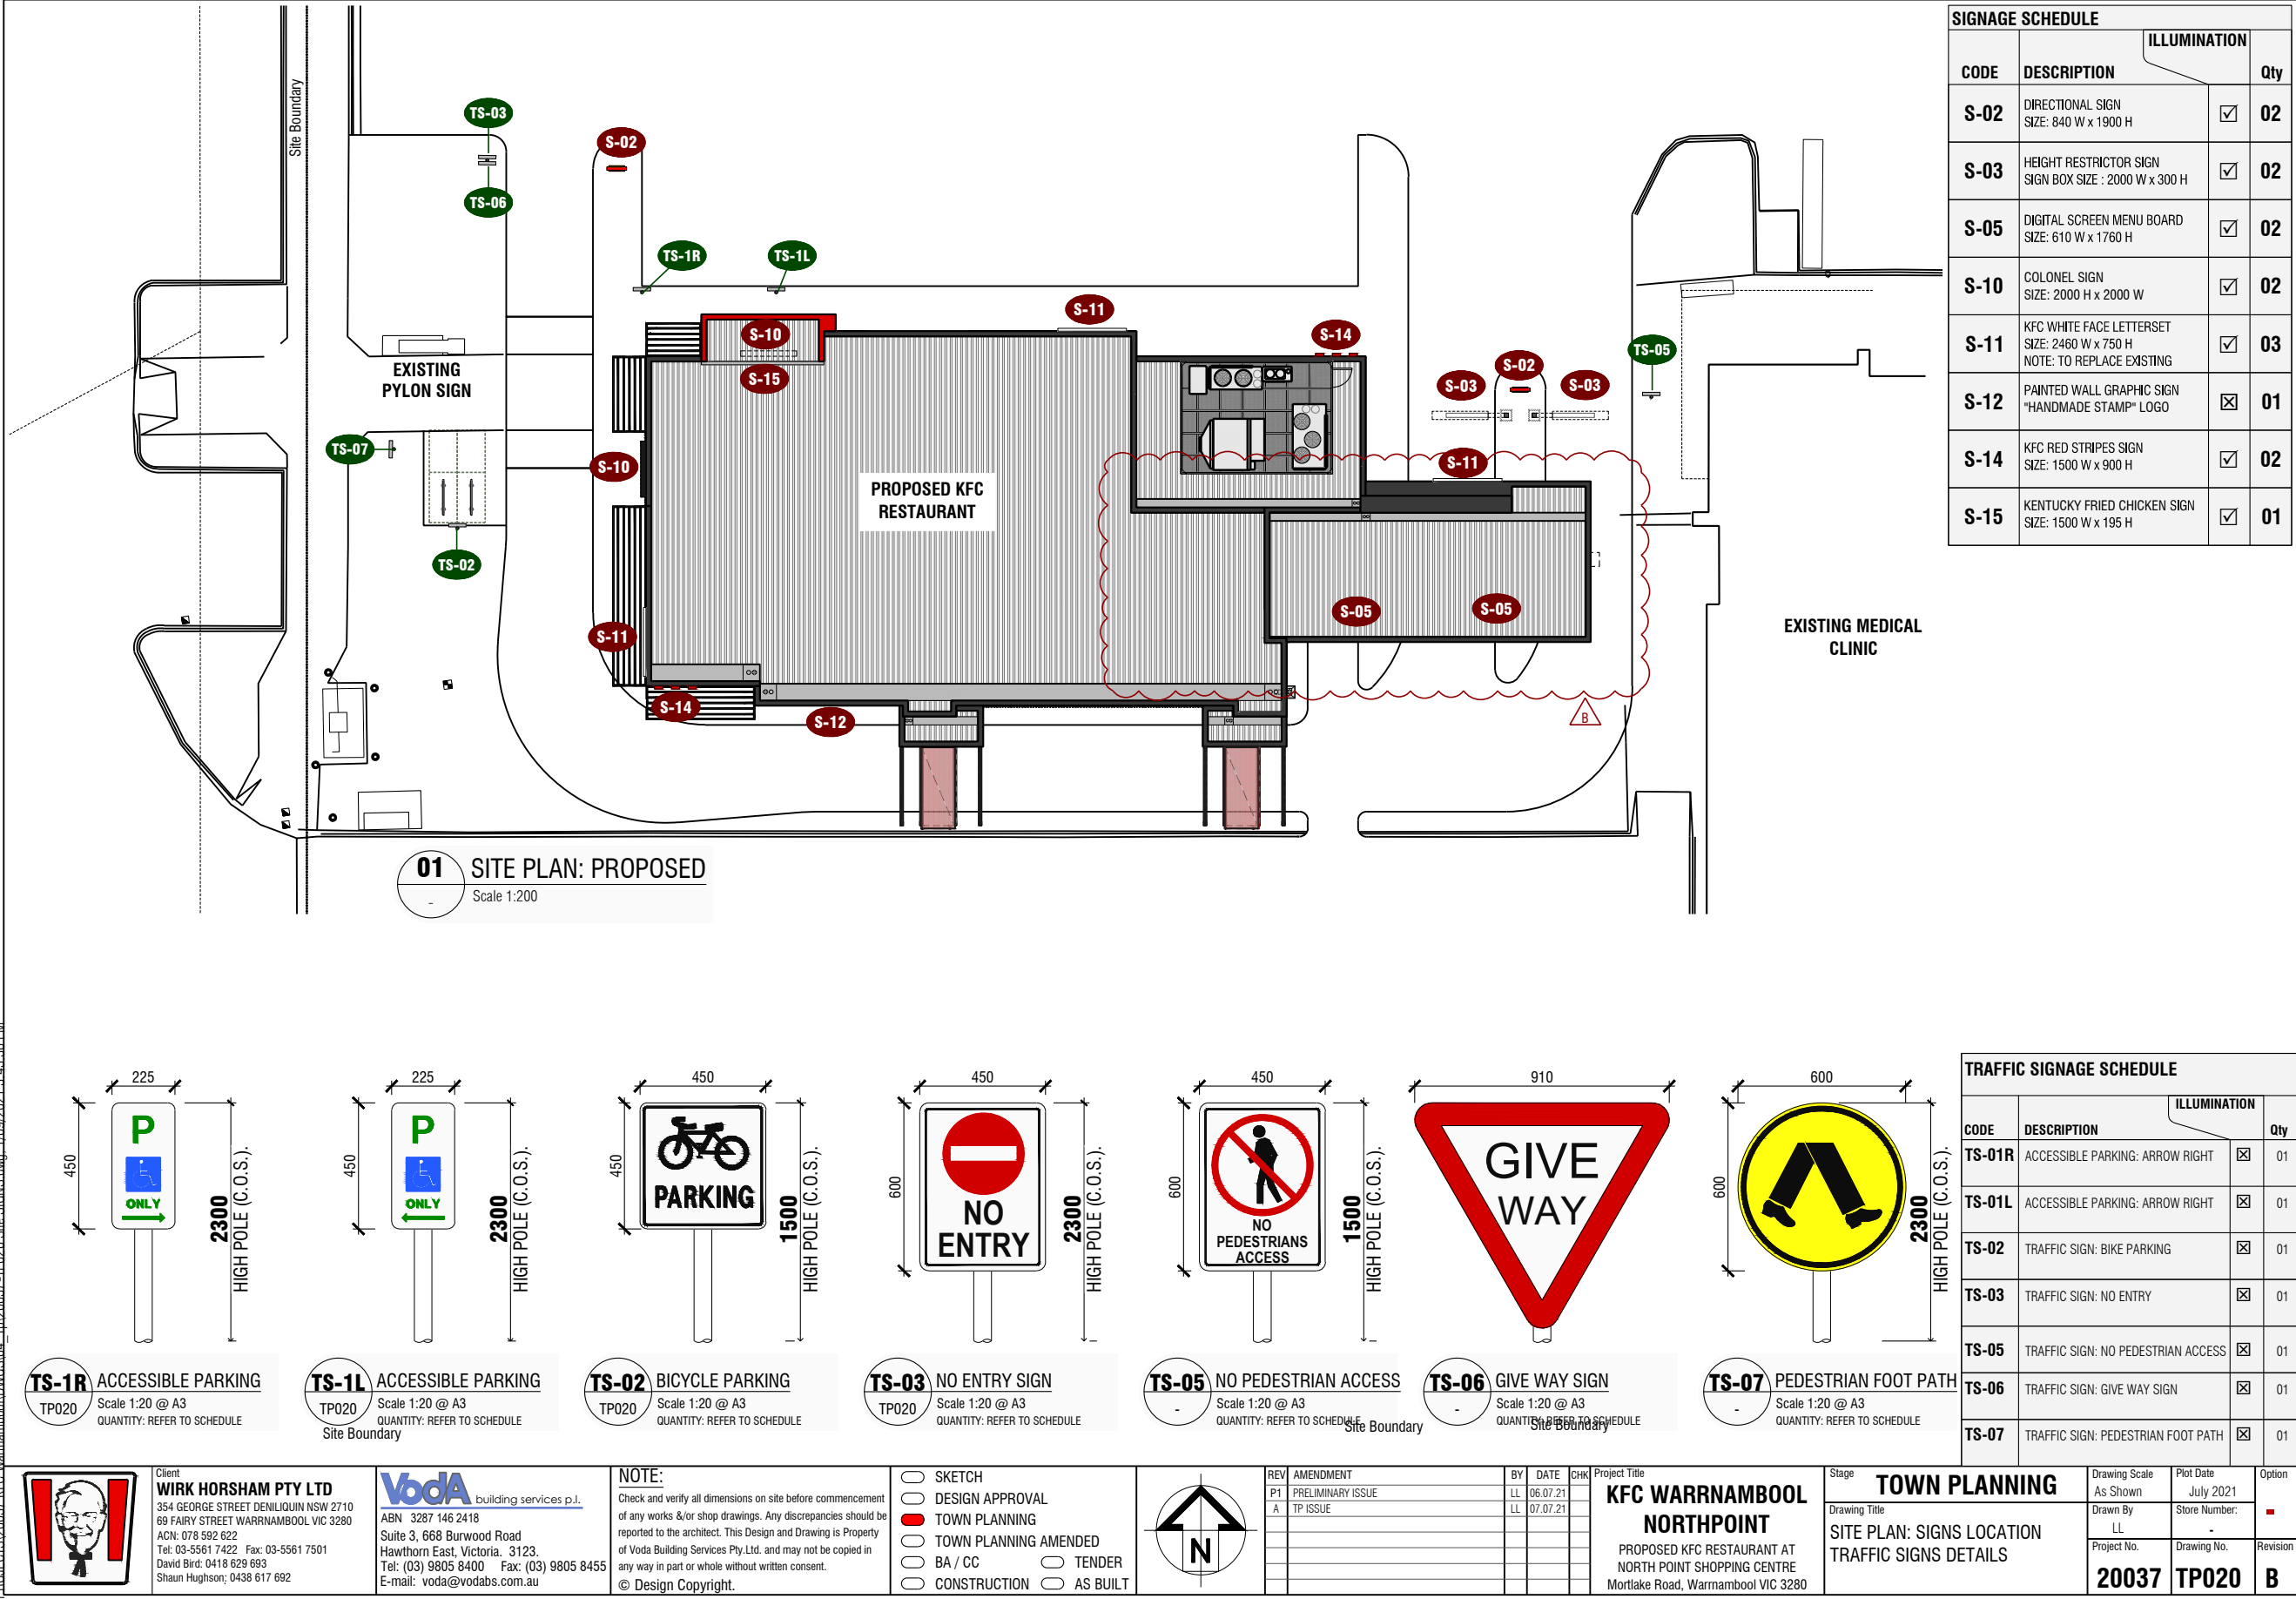 SIGNAGE SCHEDULE
ILLUMINATION
CODE DESCRIPTION Qty
S-02 DIRECTIONAL SIGN SIZE: 840 W x 1900 H ☑ 02
S-03 HEIGHT RESTRICTOR SIGN SIGN BOX SIZE : 2000 W x 300 H ☑ 02
S-05 DIGITAL SCREEN MENU BOARD SIZE: 610 W x 1760 H ☑ 02
S-10 COLONEL SIGN SIZE: 2000 H x 2000 W ☑ 02
S-11 KFC WHITE FACE LETTERSET SIZE: 2460 W x 750 H NOTE: TO REPLACE EXISTING ☑ 03
S-12 PAINTED WALL GRAPHIC SIGN "HANDMADE STAMP" LOGO ☒ 01
S-14 KFC RED STRIPES SIGN SIZE: 1500 W x 900 H ☑ 02
S-15 KENTUCKY FRIED CHICKEN SIGN SIZE: 1500 W x 195 H ☑ 01
Site Boundary
TS-03
S-02
TS-06
TS-1R
TS-1L
S-11
S-10
S-14
TS-05
S-02
S-15
S-03
S-03
EXISTING
PYLON SIGN
TS-07
S-10
S-11
PROPOSED KFC
RESTAURANT
TS-02
S-05
S-05
S-11
EXISTING MEDICAL
CLINIC
S-14
S-12
B
01 SITE PLAN: PROPOSED
- Scale 1:200
225
450
P
ONLY
2300
HIGH POLE (C.O.S.).
225
450
P
ONLY
2300
HIGH POLE (C.O.S.).
450
450
PARKING
1500
HIGH POLE (C.O.S.).
450
600
NO
ENTRY
2300
HIGH POLE (C.O.S.).
450
600
NO
PEDESTRIANS
ACCESS
1500
HIGH POLE (C.O.S.).
910
GIVE
WAY
600
600
2300
HIGH POLE (C.O.S.).
TS-1R ACCESSIBLE PARKING
TP020 Scale 1:20 @ A3
QUANTITY: REFER TO SCHEDULE
TS-1L ACCESSIBLE PARKING
TP020 Scale 1:20 @ A3
QUANTITY: REFER TO SCHEDULE
Site Boundary
TS-02 BICYCLE PARKING
TP020 Scale 1:20 @ A3
QUANTITY: REFER TO SCHEDULE
TS-03 NO ENTRY SIGN
TP020 Scale 1:20 @ A3
QUANTITY: REFER TO SCHEDULE
TS-05 NO PEDESTRIAN ACCESS
- Scale 1:20 @ A3
QUANTITY: REFER TO SCHEDULE
Site Boundary
TS-06 GIVE WAY SIGN
- Scale 1:20 @ A3
QUANTITY: REFER TO SCHEDULE
Site Boundary
TS-07 PEDESTRIAN FOOT PATH
- Scale 1:20 @ A3
QUANTITY: REFER TO SCHEDULE
TRAFFIC SIGNAGE SCHEDULE
ILLUMINATION
CODE DESCRIPTION Qty
TS-01R ACCESSIBLE PARKING: ARROW RIGHT ☒ 01
TS-01L ACCESSIBLE PARKING: ARROW RIGHT ☒ 01
TS-02 TRAFFIC SIGN: BIKE PARKING ☒ 01
TS-03 TRAFFIC SIGN: NO ENTRY ☒ 01
TS-05 TRAFFIC SIGN: NO PEDESTRIAN ACCESS ☒ 01
TS-06 TRAFFIC SIGN: GIVE WAY SIGN ☒ 01
TS-07 TRAFFIC SIGN: PEDESTRIAN FOOT PATH ☒ 01
Client
WIRK HORSHAM PTY LTD
354 GEORGE STREET DENILIQUIN NSW 2710
69 FAIRY STREET WARRNAMBOOL VIC 3280
ACN: 078 592 622
Tel: 03-5561 7422 Fax: 03-5561 7501
David Bird: 0418 629 693
Shaun Hughson: 0438 617 692
VodA building services p.l.
ABN 3287 146 2418
Suite 3, 668 Burwood Road
Hawthorn East, Victoria. 3123.
Tel: (03) 9805 8400 Fax: (03) 9805 8455
E-mail: voda@vodabs.com.au
NOTE:
Check and verify all dimensions on site before commencement
of any works &/or shop drawings. Any discrepancies should be
reported to the architect. This Design and Drawing is Property
of Voda Building Services Pty.Ltd. and may not be copied in
any way in part or whole without written consent.
© Design Copyright.
SKETCH
DESIGN APPROVAL
TOWN PLANNING
TOWN PLANNING AMENDED
BA / CC TENDER
CONSTRUCTION AS BUILT
N
REV AMENDMENT BY DATE CHK
P1 PRELIMINARY ISSUE LL 06.07.21
A TP ISSUE LL 07.07.21
Project Title
KFC WARRNAMBOOL
NORTHPOINT
PROPOSED KFC RESTAURANT AT
NORTH POINT SHOPPING CENTRE
Mortlake Road, Warrnambool VIC 3280
Stage TOWN PLANNING
Drawing Title
SITE PLAN: SIGNS LOCATION
TRAFFIC SIGNS DETAILS
Drawing Scale Plot Date Option
As Shown July 2021 -
Drawn By Store Number:
LL -
Project No. Drawing No. Revision
20037 TP020 B